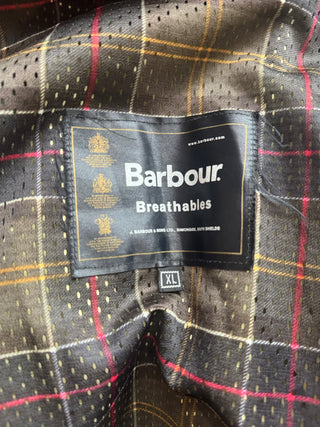 www.barbour.com
Barbour
Breathables
J. BARBOUR & SONS LTD., SIMONSIDE, SOUTH SHIELDS
XL